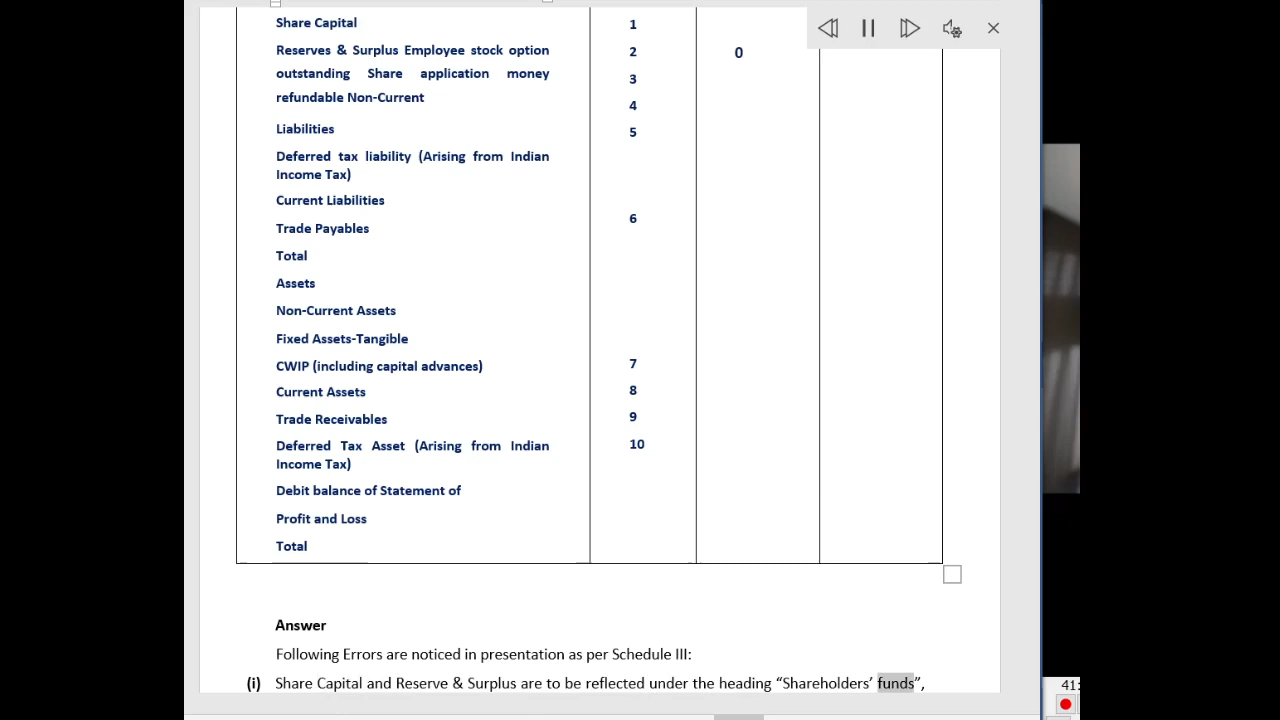 Share Capital 1
Reserves & Surplus Employee stock option 2 0
outstanding Share application money 3
refundable Non-Current 4
Liabilities 5
Deferred tax liability (Arising from Indian
Income Tax)
Current Liabilities
Trade Payables 6
Total
Assets
Non-Current Assets
Fixed Assets-Tangible
CWIP (including capital advances) 7
Current Assets 8
Trade Receivables 9
Deferred Tax Asset (Arising from Indian 10
Income Tax)
Debit balance of Statement of
Profit and Loss
Total
Answer
Following Errors are noticed in presentation as per Schedule III:
(i) Share Capital and Reserve & Surplus are to be reflected under the heading “Shareholders’ funds”,